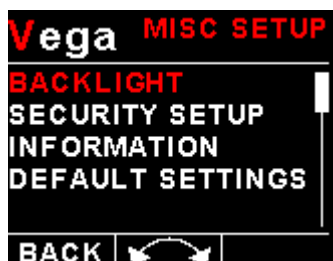 Vega MISC SETUP
BACKLIGHT
SECURITY SETUP
INFORMATION
DEFAULT SETTINGS
BACK